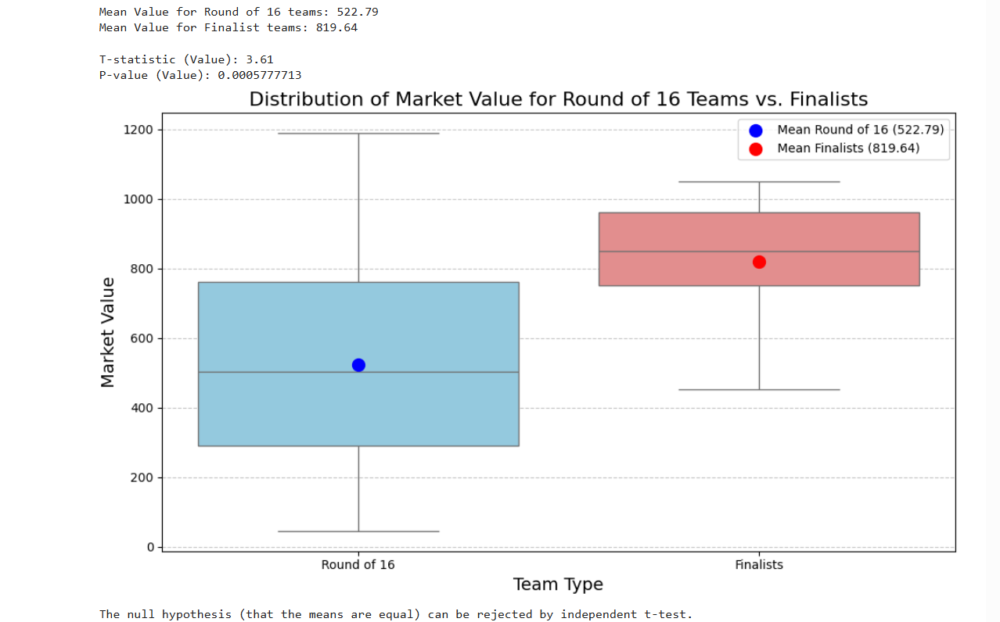 Mean Value for Round of 16 teams: 522.79
Mean Value for Finalist teams: 819.64
T-statistic (Value): 3.61
P-value (Value): 0.0005777713
Distribution of Market Value for Round of 16 Teams vs. Finalists
Mean Round of 16 (522.79)
Mean Finalists (819.64)
Market Value
1200
1000
800
600
400
200
0
Round of 16
Finalists
Team Type
The null hypothesis (that the means are equal) can be rejected by independent t-test.